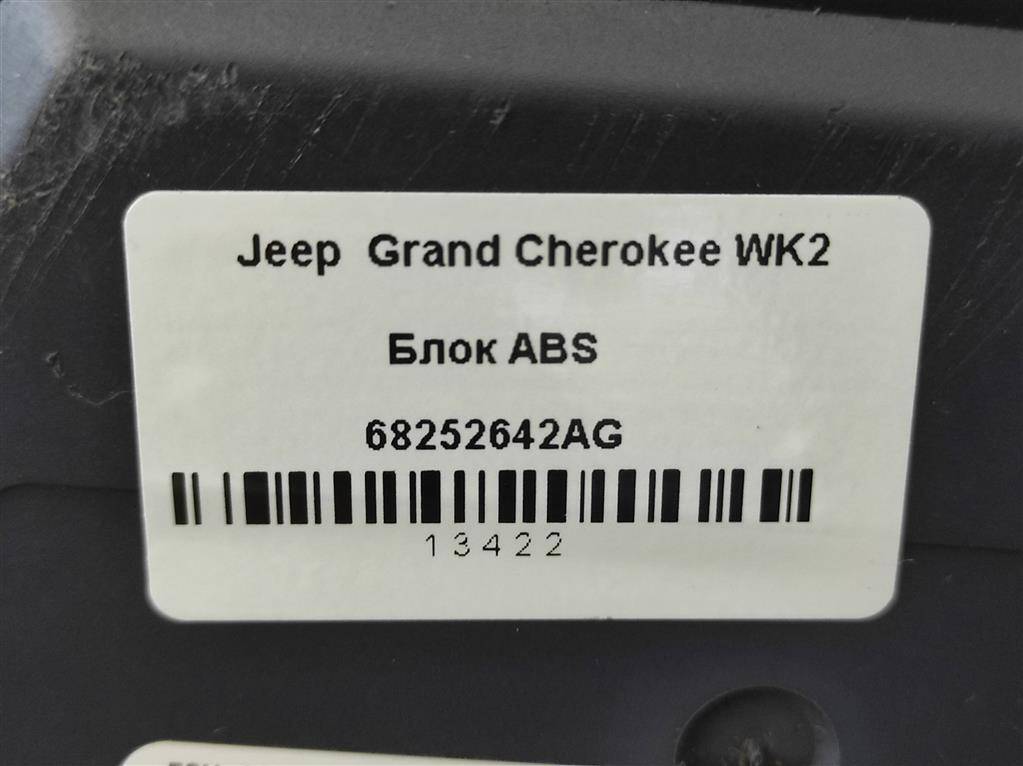 Jeep Grand Cherokee WK2
Блок ABS
68252642AG
13422